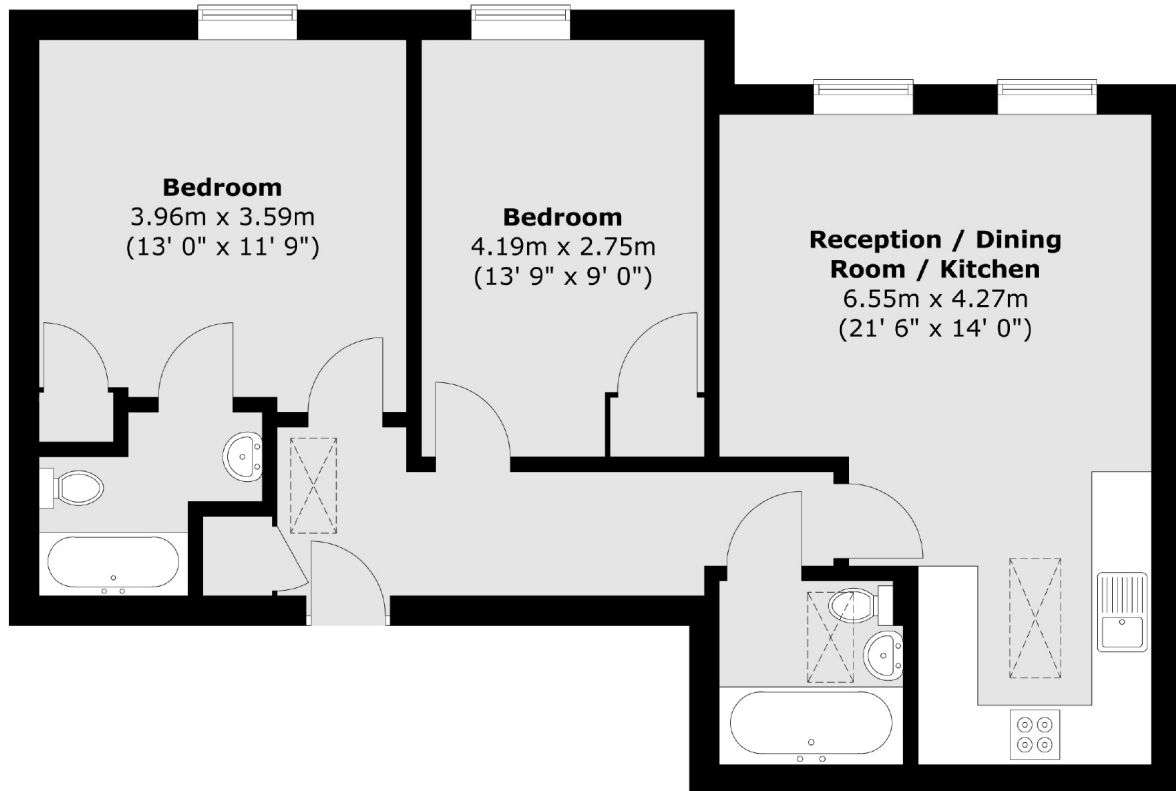 Bedroom
3.96m x 3.59m
(13' 0" x 11' 9")
Bedroom
4.19m x 2.75m
(13' 9" x 9' 0")
Reception / Dining
Room / Kitchen
6.55m x 4.27m
(21' 6" x 14' 0")